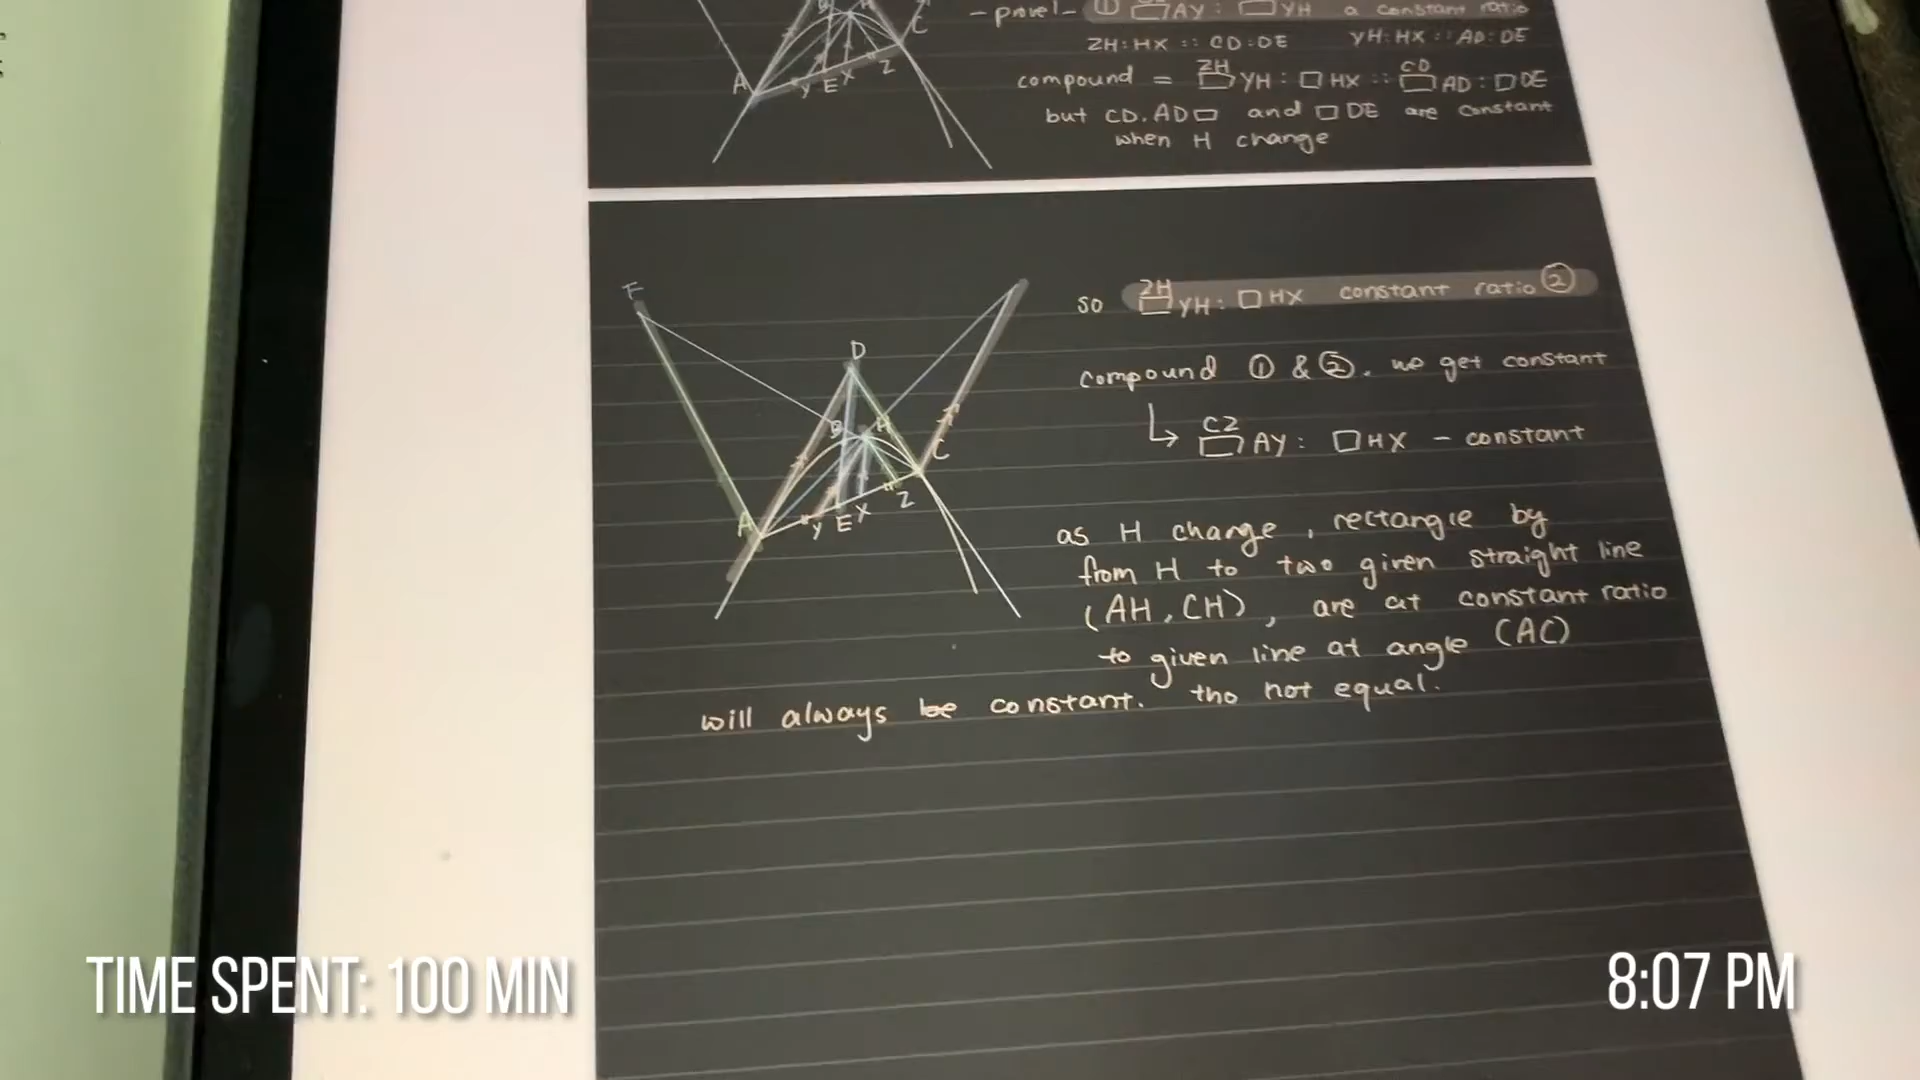 - prove! - ① □AY : □YH a constant ratio
C
ZH:HX :: CD:DE YH:HX :: AD:DE
A Y E X Z
compound = ZH □ YH : □ HX :: CD □ AD : □ DE
but CD.AD□ and □ DE are constant
when H change
F
so ZH □ YH : □ HX constant ratio ②
D
compound ① & ②. we get constant
B H
↳ CZ □ AY : □ HX - constant
C
A Y E X Z
as H change, rectangle by
from H to two given straight line
(AH, CH), are at constant ratio
to given line at angle (AC)
will always be constant. tho not equal.
TIME SPENT: 100 MIN
8:07 PM